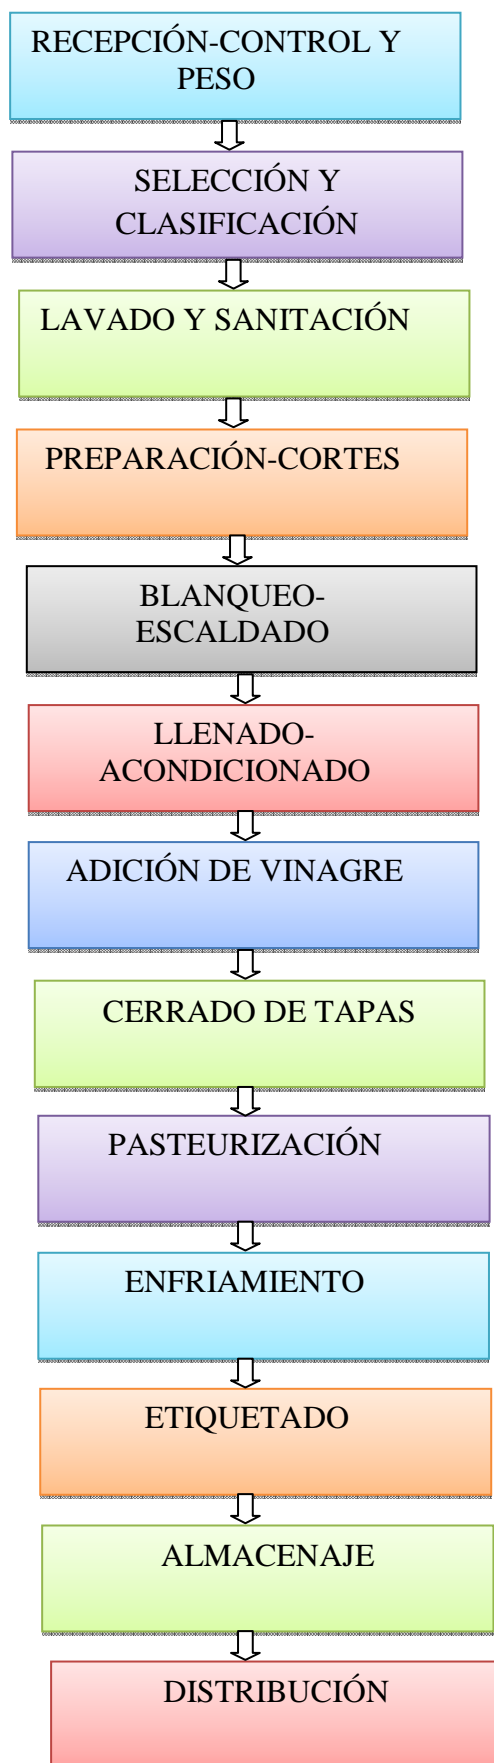 RECEPCIÓN-CONTROL Y
PESO
SELECCIÓN Y
CLASIFICACIÓN
LAVADO Y SANITACIÓN
PREPARACIÓN-CORTES
BLANQUEO-
ESCALDADO
LLENADO-
ACONDICIONADO
ADICIÓN DE VINAGRE
CERRADO DE TAPAS
PASTEURIZACIÓN
ENFRIAMIENTO
ETIQUETADO
ALMACENAJE
DISTRIBUCIÓN